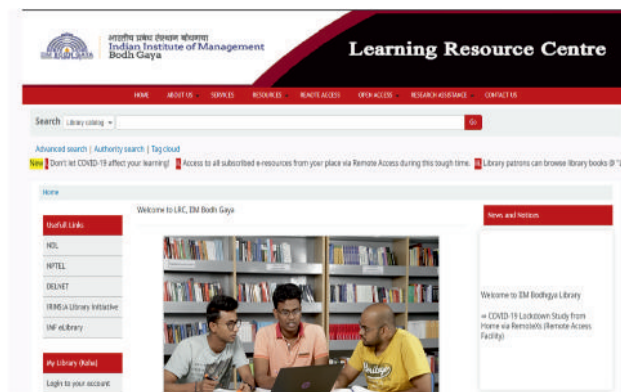 भारतीय प्रबंध संस्थान बोधगया
Indian Institute of Management
Bodh Gaya
IIM BODH GAYA
Learning Resource Centre
HOME ABOUT US SERVICES RESOURCES REMOTE ACCESS OPEN ACCESS RESEARCH ASSISTANCE CONTACT US
Search Library catalog Go
Advanced search | Authority search | Tag cloud
New Don't let COVID-19 affect your learning! Access to all subscribed e-resources from your place via Remote Access during this tough time. Library patrons can browse library books @
Home
Welcome to LRC, IIM Bodh Gaya
Usefull Links
NDL
NPTEL
DELNET
IRINS:A Library Initiative
INF eLibrary
My Library (Koha)
Login to your account
News and Notices
Welcome to IIM Bodhgya Library
⇒ COVID-19 Lockdown Study from
Home via RemoteXs (Remote Access
Facility)